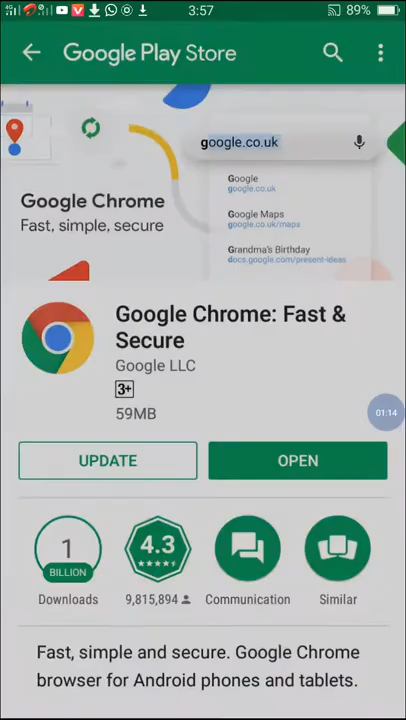 4G 3:57 89%
Google Play Store
google.co.uk
Google
google.co.uk
Google Maps
google.co.uk/maps
Grandma's Birthday
docs.google.com/present-ideas
Google Chrome
Fast, simple, secure
Google Chrome: Fast &
Secure
Google LLC
3+
59MB
01:14
UPDATE OPEN
1
BILLION
4.3
Downloads 9,815,894 Communication Similar
Fast, simple and secure. Google Chrome
browser for Android phones and tablets.